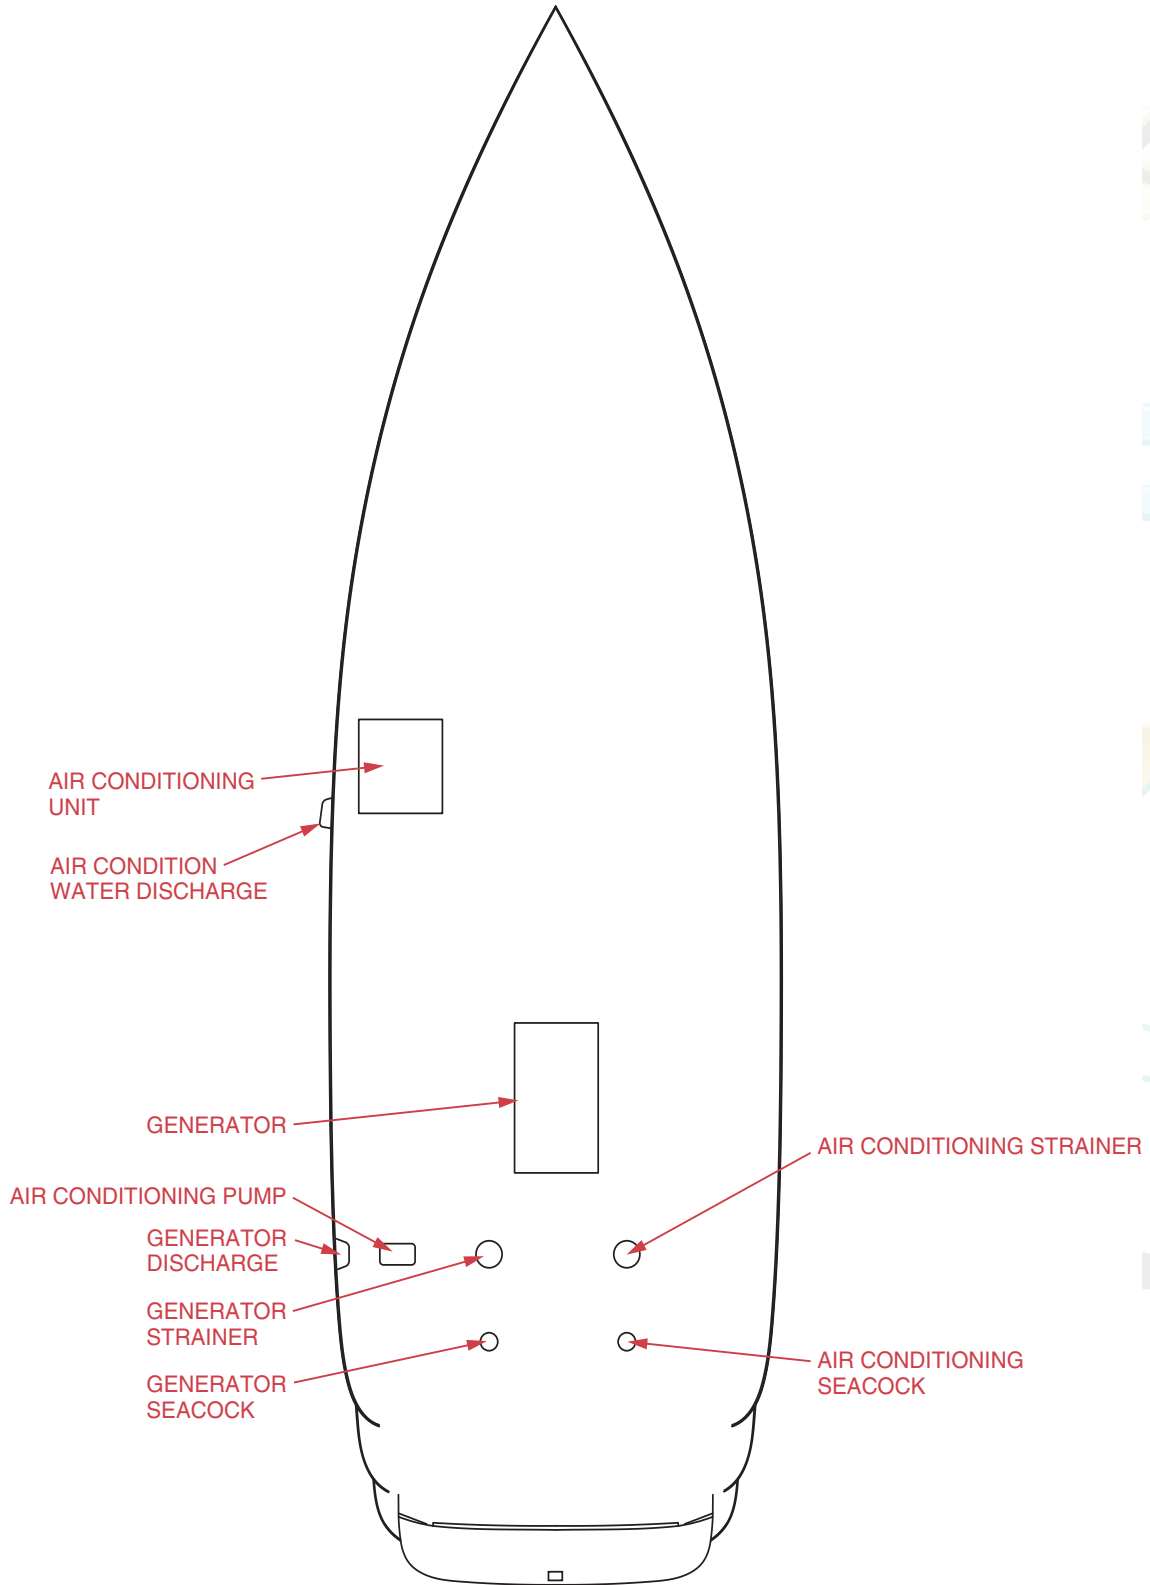 AIR CONDITIONING
UNIT
AIR CONDITION
WATER DISCHARGE
GENERATOR
AIR CONDITIONING STRAINER
AIR CONDITIONING PUMP
GENERATOR
DISCHARGE
GENERATOR
STRAINER
GENERATOR
SEACOCK
AIR CONDITIONING
SEACOCK